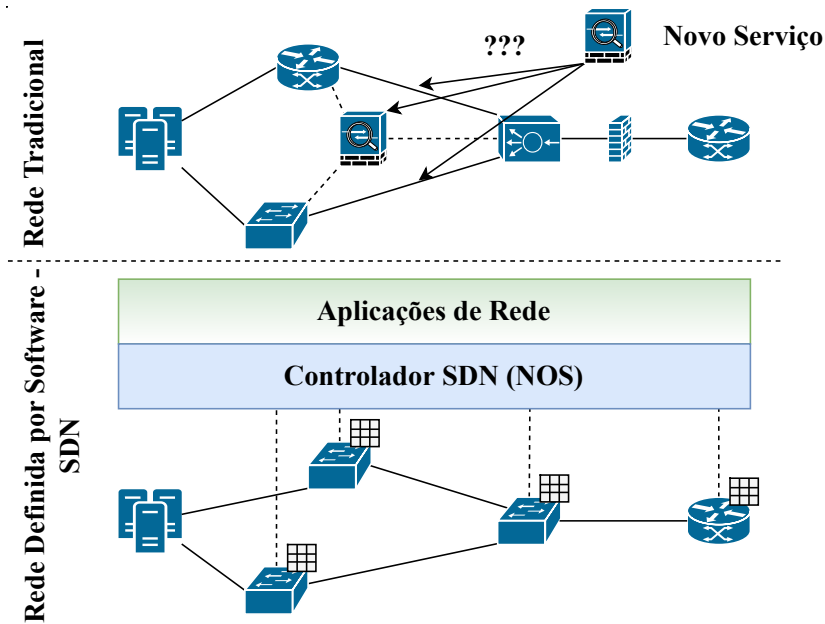 Rede Tradicional
???
Novo Serviço
Rede Definida por Software -
SDN
Aplicações de Rede
Controlador SDN (NOS)